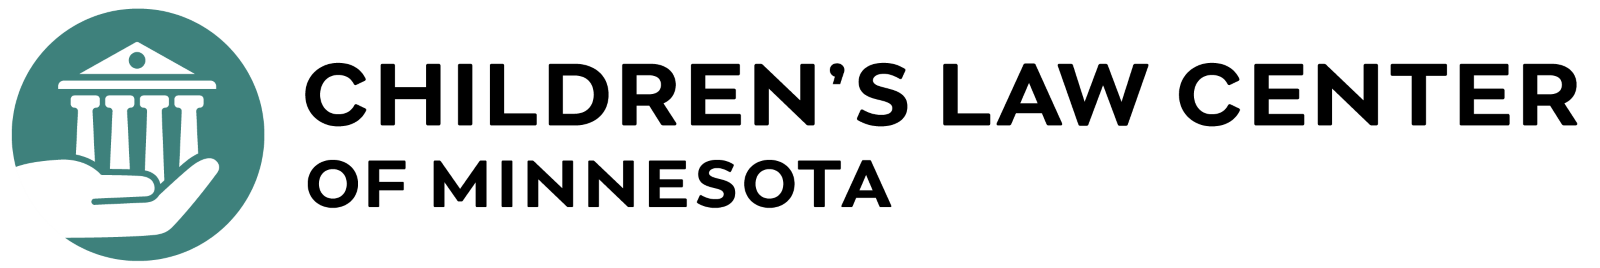 CHILDREN’S LAW CENTER
OF MINNESOTA